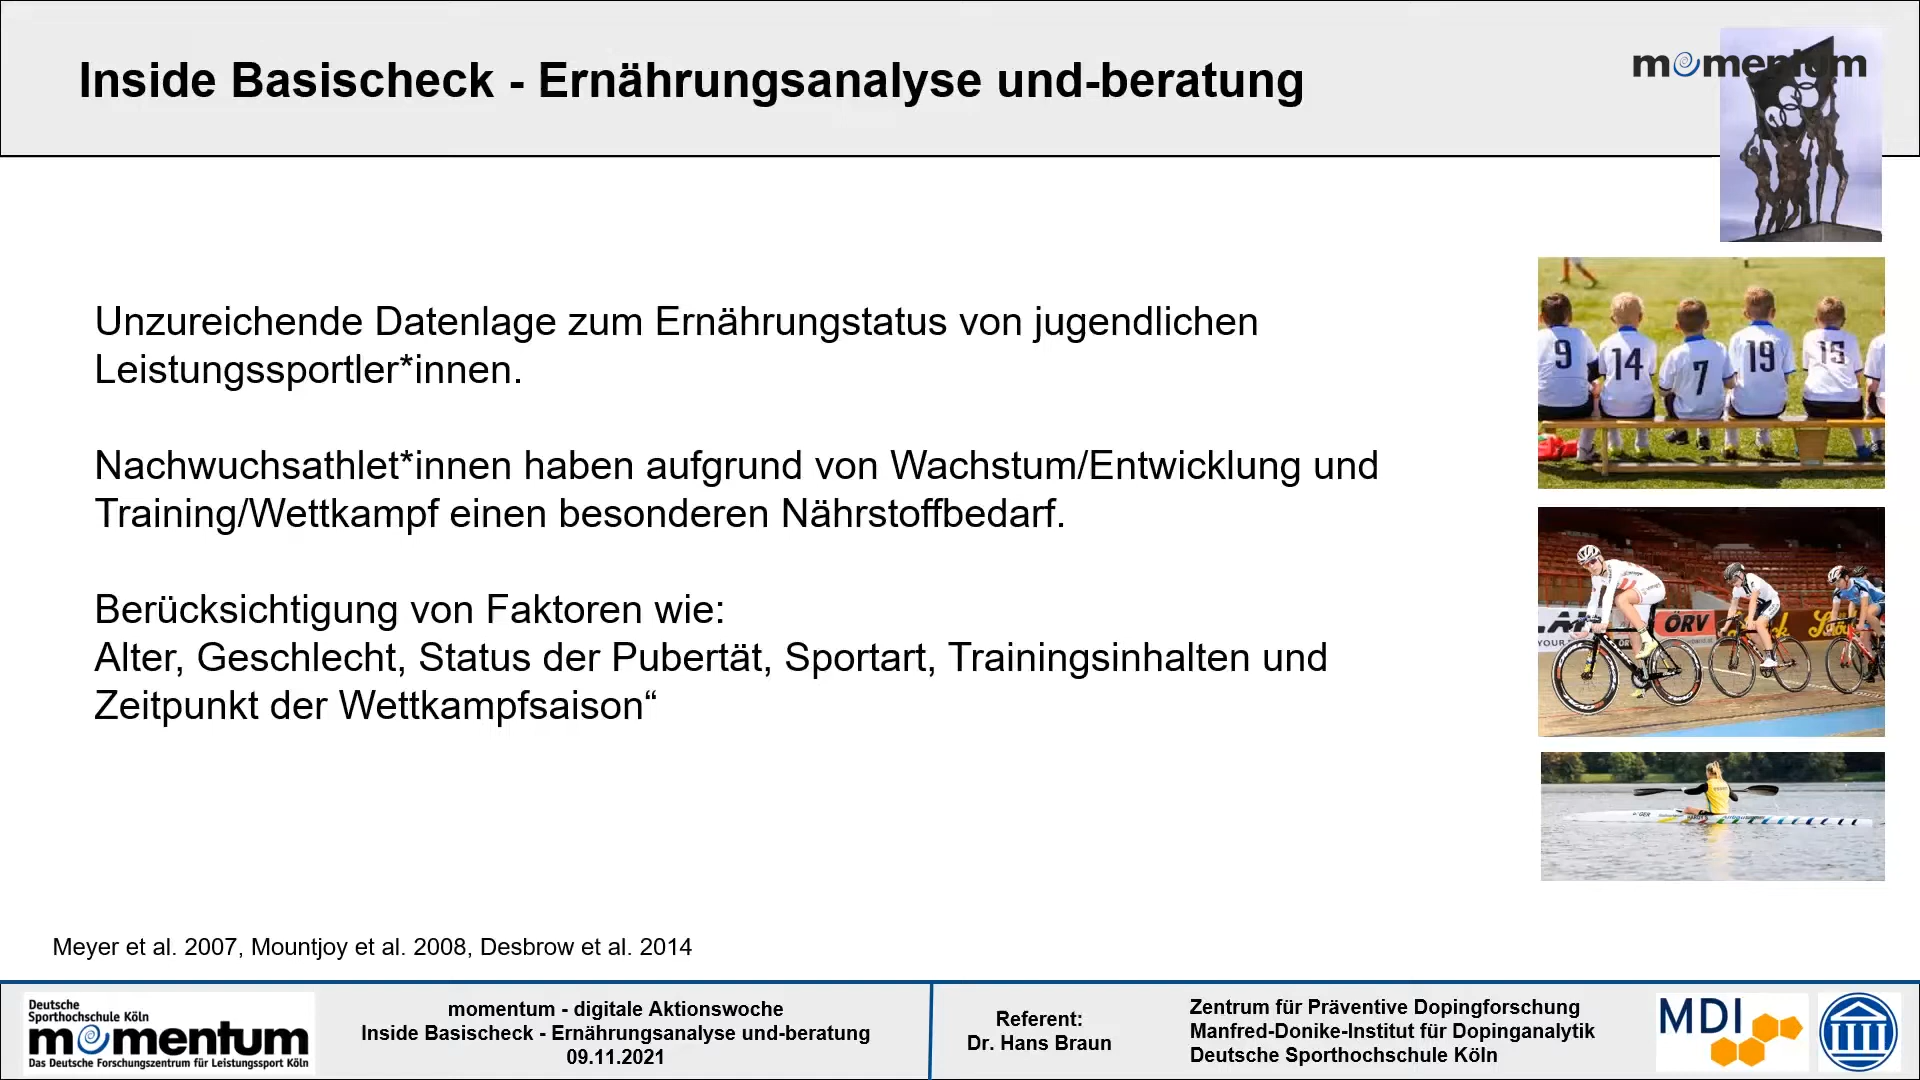 Inside Basischeck - Ernährungsanalyse und-beratung
momentum
Unzureichende Datenlage zum Ernährungstatus von jugendlichen
Leistungssportler*innen.
Nachwuchsathlet*innen haben aufgrund von Wachstum/Entwicklung und
Training/Wettkampf einen besonderen Nährstoffbedarf.
Berücksichtigung von Faktoren wie:
Alter, Geschlecht, Status der Pubertät, Sportart, Trainingsinhalten und
Zeitpunkt der Wettkampfsaison“
9
14
7
19
15
ÖRV
GER
Meyer et al. 2007, Mountjoy et al. 2008, Desbrow et al. 2014
Deutsche
Sporthochschule Köln
momentum
Das Deutsche Forschungszentrum für Leistungssport Köln
momentum - digitale Aktionswoche
Inside Basischeck - Ernährungsanalyse und-beratung
09.11.2021
Referent:
Dr. Hans Braun
Zentrum für Präventive Dopingforschung
Manfred-Donike-Institut für Dopinganalytik
Deutsche Sporthochschule Köln
MDI